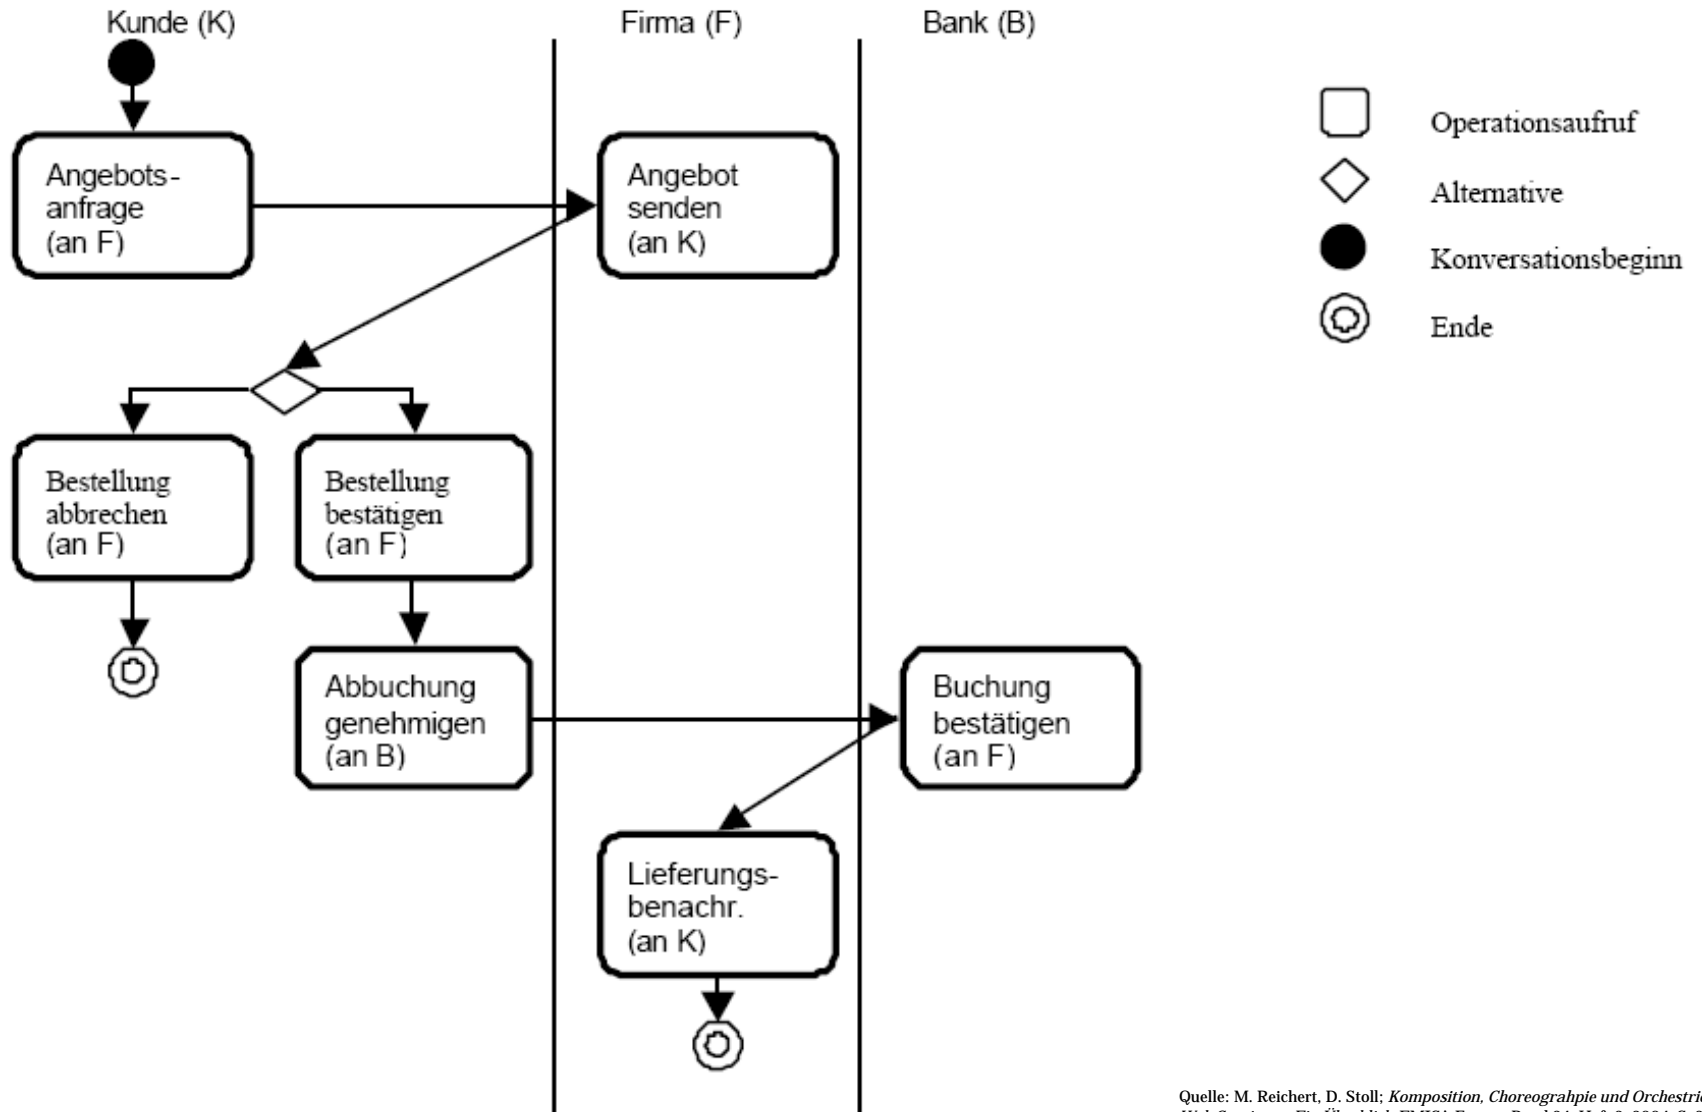 Kunde (K)
Firma (F)
Bank (B)
Angebots-
anfrage
(an F)
Angebot
senden
(an K)
Bestellung
abbrechen
(an F)
Bestellung
bestätigen
(an F)
Abbuchung
genehmigen
(an B)
Buchung
bestätigen
(an F)
Lieferungs-
benachr.
(an K)
Operationsaufruf
Alternative
Konversationsbeginn
Ende
Quelle: M. Reichert, D. Stoll; Komposition, Choreograhpie und Orchestri